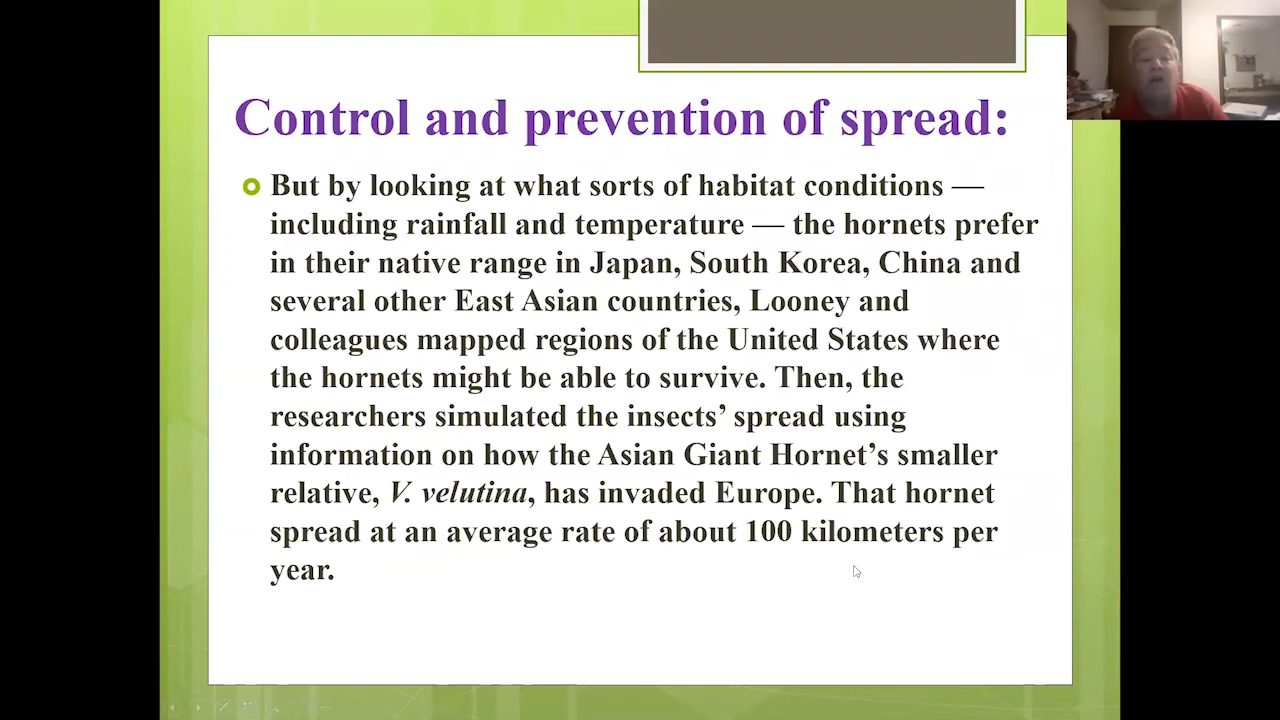 Control and prevention of spread:
But by looking at what sorts of habitat conditions —
including rainfall and temperature — the hornets prefer
in their native range in Japan, South Korea, China and
several other East Asian countries, Looney and
colleagues mapped regions of the United States where
the hornets might be able to survive. Then, the
researchers simulated the insects’ spread using
information on how the Asian Giant Hornet’s smaller
relative, V. velutina, has invaded Europe. That hornet
spread at an average rate of about 100 kilometers per
year.